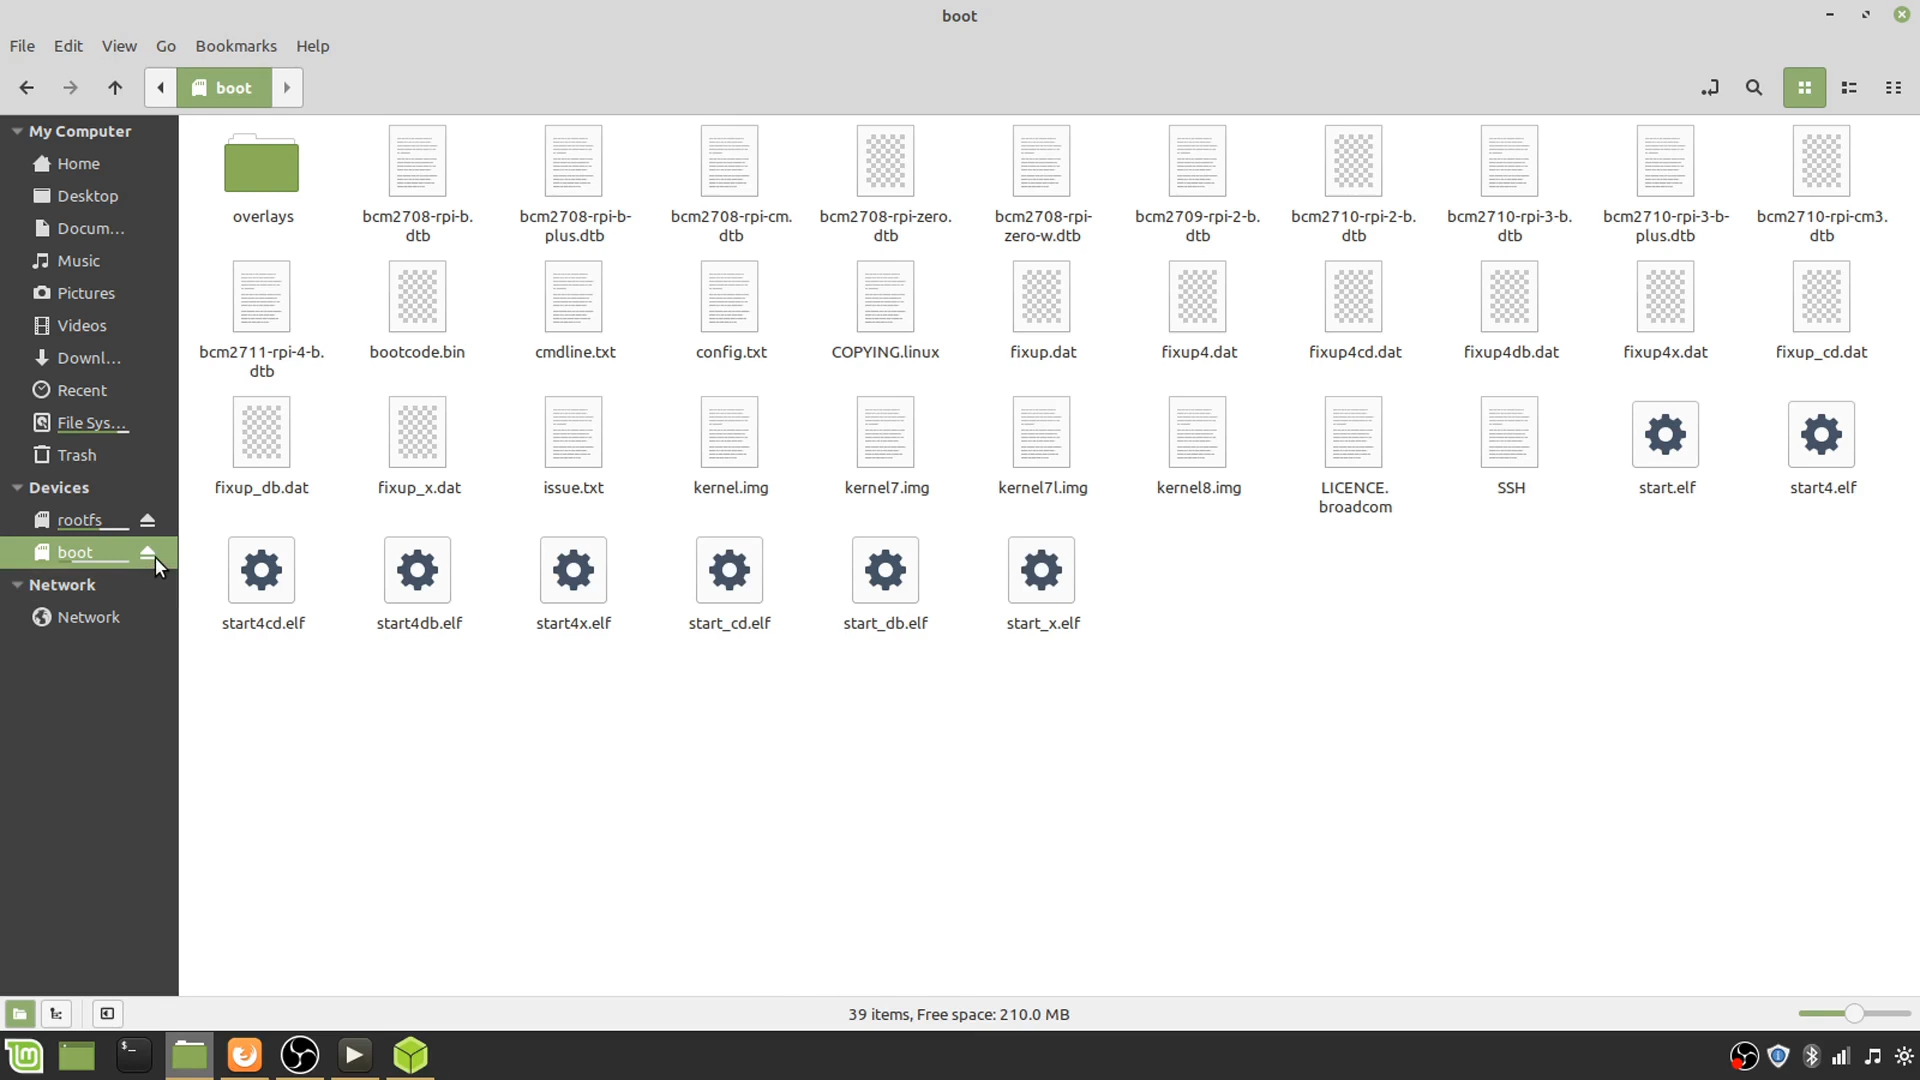 boot
File Edit View Go Bookmarks Help
boot
My Computer
Home
Desktop
Docum...
Music
Pictures
Videos
Downl...
Recent
File Sys...
Trash
Devices
rootfs
boot
Network
Network
overlays
bcm2708-rpi-b.
dtb
bcm2708-rpi-b-
plus.dtb
bcm2708-rpi-cm.
dtb
bcm2708-rpi-zero.
dtb
bcm2708-rpi-
zero-w.dtb
bcm2709-rpi-2-b.
dtb
bcm2710-rpi-2-b.
dtb
bcm2710-rpi-3-b.
dtb
bcm2710-rpi-3-b-
plus.dtb
bcm2710-rpi-cm3.
dtb
bcm2711-rpi-4-b.
dtb
bootcode.bin
cmdline.txt
config.txt
COPYING.linux
fixup.dat
fixup4.dat
fixup4cd.dat
fixup4db.dat
fixup4x.dat
fixup_cd.dat
fixup_db.dat
fixup_x.dat
issue.txt
kernel.img
kernel7.img
kernel7l.img
kernel8.img
LICENCE.
broadcom
SSH
start.elf
start4.elf
start4cd.elf
start4db.elf
start4x.elf
start_cd.elf
start_db.elf
start_x.elf
39 items, Free space: 210.0 MB